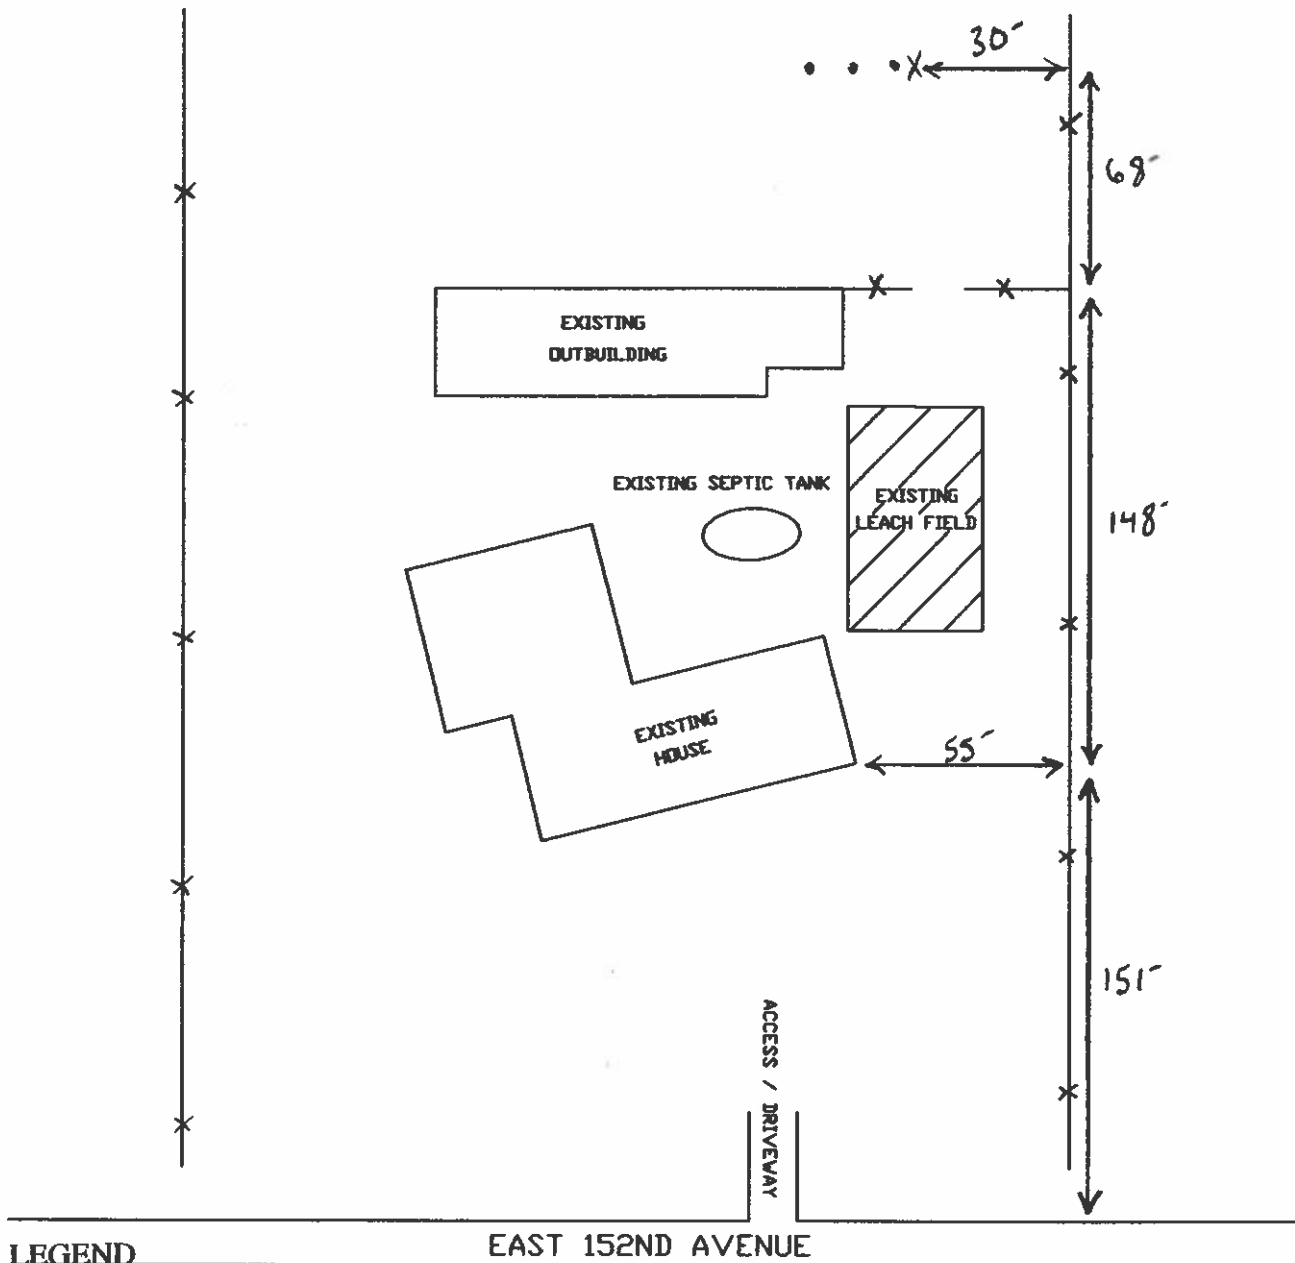 30'
68'
EXISTING
OUTBUILDING
EXISTING SEPTIC TANK
EXISTING
LEACH FIELD
148'
EXISTING
HOUSE
55'
151'
ACCESS / DRIVEWAY
EAST 152ND AVENUE
LEGEND